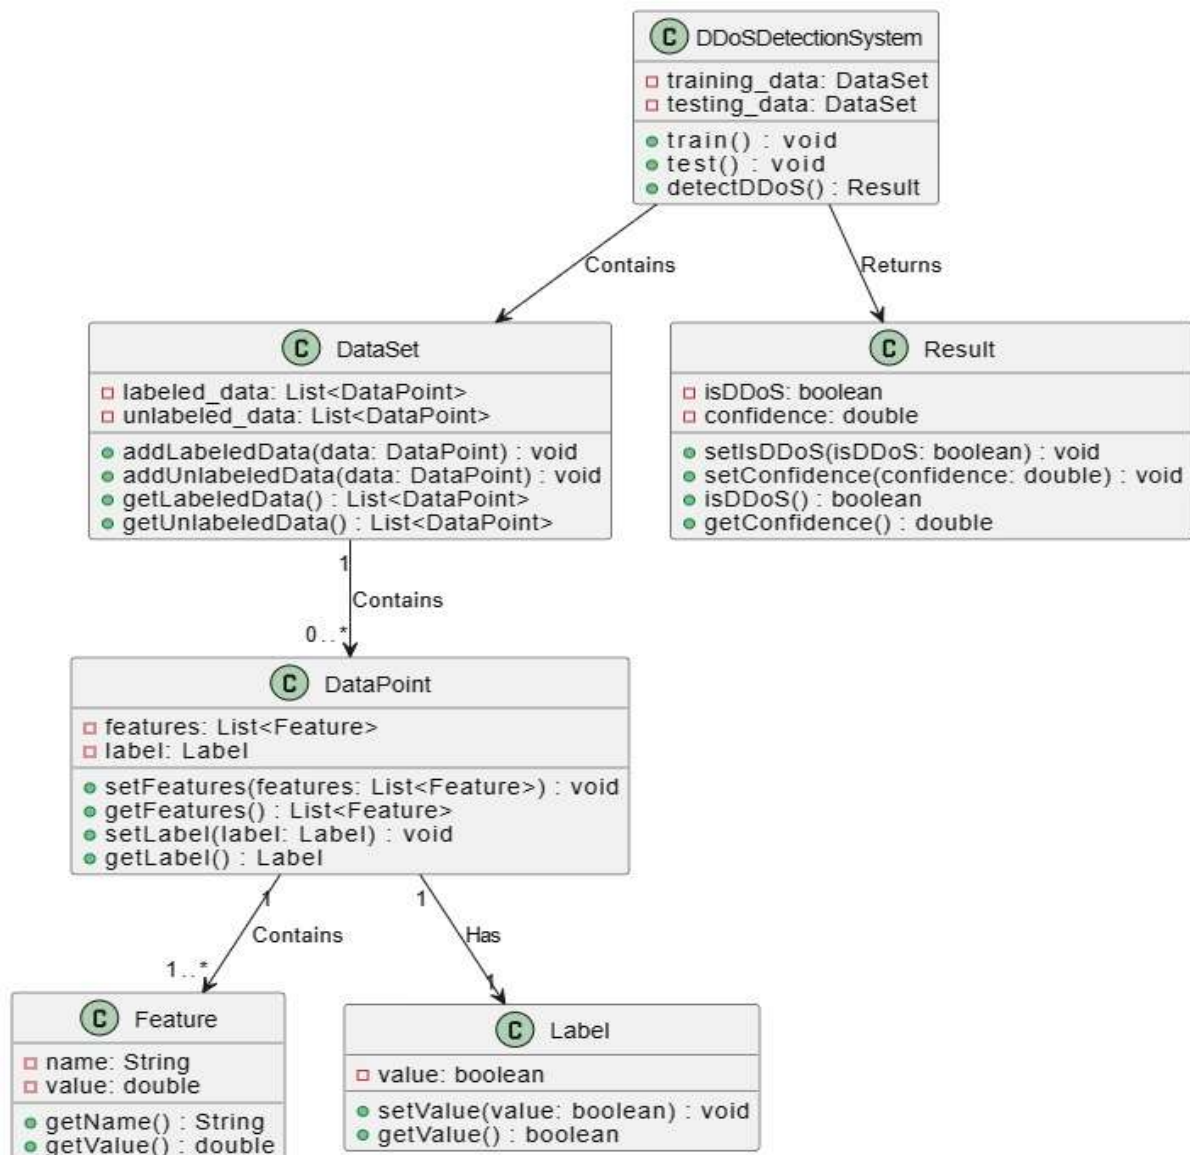 C DDoSDetectionSystem
training_data: DataSet
testing_data: DataSet
train() : void
test() : void
detectDDoS() : Result
Contains
Returns
C DataSet
labeled_data: List<DataPoint>
unlabeled_data: List<DataPoint>
addLabeledData(data: DataPoint) : void
addUnlabeledData(data: DataPoint) : void
getLabeledData() : List<DataPoint>
getUnlabeledData() : List<DataPoint>
C Result
isDDoS: boolean
confidence: double
setIsDDoS(isDDoS: boolean) : void
setConfidence(confidence: double) : void
isDDoS() : boolean
getConfidence() : double
1
Contains
0..*
C DataPoint
features: List<Feature>
label: Label
setFeatures(features: List<Feature>) : void
getFeatures() : List<Feature>
setLabel(label: Label) : void
getLabel() : Label
1
Contains
1..*
1
Has
1
C Feature
name: String
value: double
getName() : String
getValue() : double
C Label
value: boolean
setValue(value: boolean) : void
getValue() : boolean